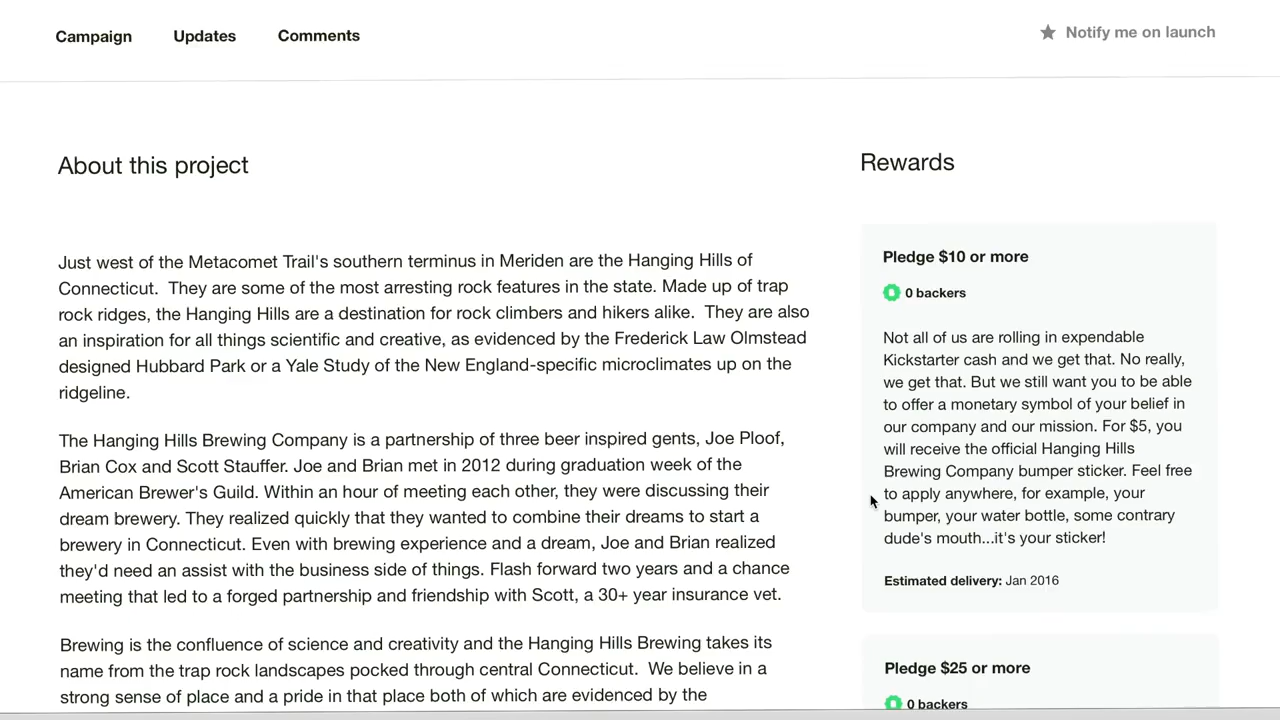 Campaign Updates Comments Notify me on launch
About this project
Just west of the Metacomet Trail's southern terminus in Meriden are the Hanging Hills of
Connecticut.  They are some of the most arresting rock features in the state. Made up of trap
rock ridges, the Hanging Hills are a destination for rock climbers and hikers alike.  They are also
an inspiration for all things scientific and creative, as evidenced by the Frederick Law Olmstead
designed Hubbard Park or a Yale Study of the New England-specific microclimates up on the
ridgeline.
The Hanging Hills Brewing Company is a partnership of three beer inspired gents, Joe Ploof,
Brian Cox and Scott Stauffer. Joe and Brian met in 2012 during graduation week of the
American Brewer's Guild. Within an hour of meeting each other, they were discussing their
dream brewery. They realized quickly that they wanted to combine their dreams to start a
brewery in Connecticut. Even with brewing experience and a dream, Joe and Brian realized
they'd need an assist with the business side of things. Flash forward two years and a chance
meeting that led to a forged partnership and friendship with Scott, a 30+ year insurance vet.
Brewing is the confluence of science and creativity and the Hanging Hills Brewing takes its
name from the trap rock landscapes pocked through central Connecticut.  We believe in a
strong sense of place and a pride in that place both of which are evidenced by the
Rewards
Pledge $10 or more
0 backers
Not all of us are rolling in expendable
Kickstarter cash and we get that. No really,
we get that. But we still want you to be able
to offer a monetary symbol of your belief in
our company and our mission. For $5, you
will receive the official Hanging Hills
Brewing Company bumper sticker. Feel free
to apply anywhere, for example, your
bumper, your water bottle, some contrary
dude's mouth...it's your sticker!
Estimated delivery: Jan 2016
Pledge $25 or more
0 backers